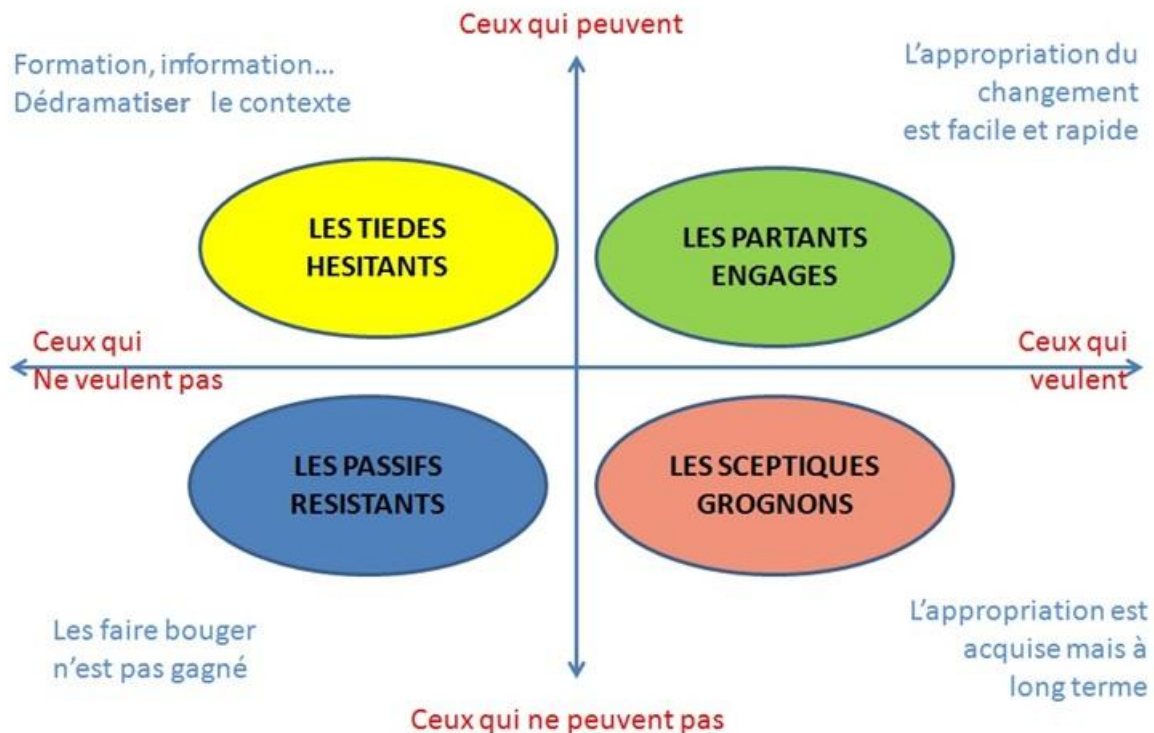 Ceux qui peuvent
Formation, information...
Dédramatiser le contexte
L'appropriation du
changement
est facile et rapide
LES TIEDES
HESITANTS
LES PARTANTS
ENGAGES
Ceux qui
Ne veulent pas
Ceux qui
veulent
LES PASSIFS
RESISTANTS
LES SCEPTIQUES
GROGNONS
Les faire bouger
n'est pas gagné
L'appropriation est
acquise mais à
long terme
Ceux qui ne peuvent pas